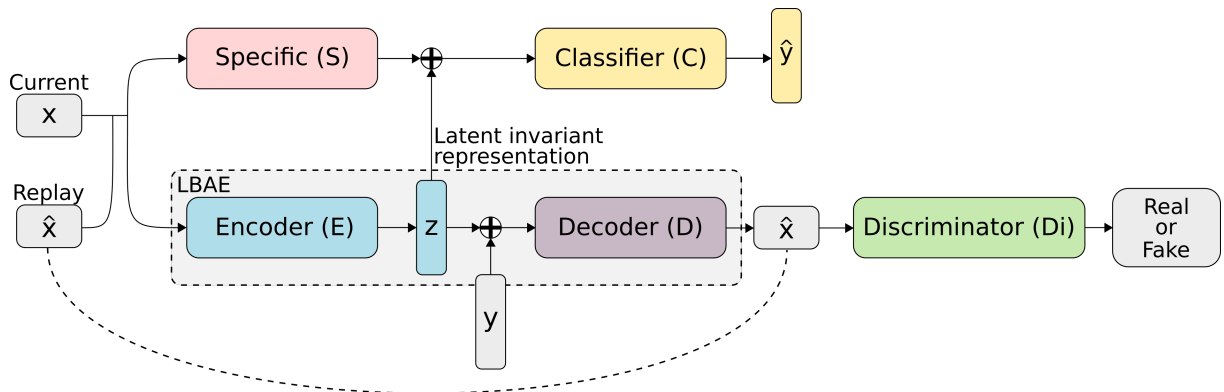 Current
x
Specific (S)
Classifier (C)
ŷ
Latent invariant
representation
Replay
x̂
LBAE
Encoder (E)
z
Decoder (D)
x̂
Discriminator (Di)
Real
or
Fake
y